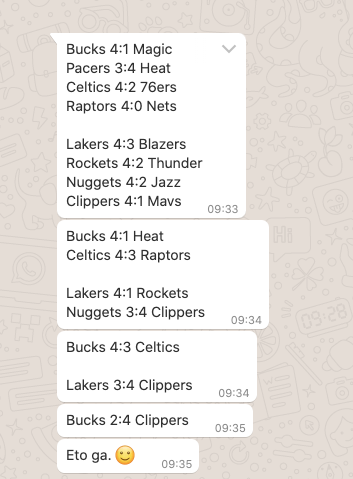 Bucks 4:1 Magic
Pacers 3:4 Heat
Celtics 4:2 76ers
Raptors 4:0 Nets
Lakers 4:3 Blazers
Rockets 4:2 Thunder
Nuggets 4:2 Jazz
Clippers 4:1 Mavs
09:33
Bucks 4:1 Heat
Celtics 4:3 Raptors
Lakers 4:1 Rockets
Nuggets 3:4 Clippers
09:34
Bucks 4:3 Celtics
Lakers 3:4 Clippers
09:34
Bucks 2:4 Clippers
09:35
Eto ga. 🙂
09:35